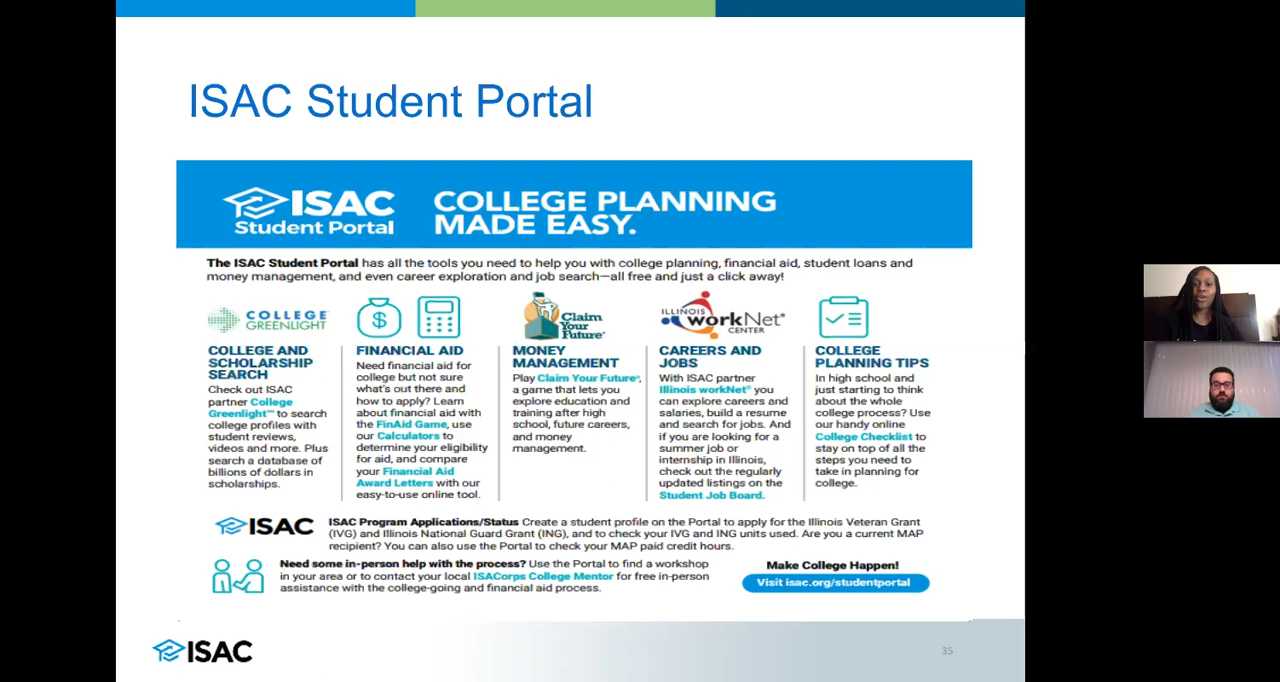 ISAC Student Portal
ISAC
Student Portal
COLLEGE PLANNING
MADE EASY.
The ISAC Student Portal has all the tools you need to help you with college planning, financial aid, student loans and
money management, and even career exploration and job search—all free and just a click away!
COLLEGE
GREENLIGHT™
COLLEGE AND
SCHOLARSHIP
SEARCH
Check out ISAC
partner College
Greenlight™ to search
college profiles with
student reviews,
videos and more. Plus
search a database of
billions of dollars in
scholarships.
$
FINANCIAL AID
Need financial aid for
college but not sure
what's out there and
how to apply? Learn
about financial aid with
the FinAid Game, use
our Calculators to
determine your eligibility
for aid, and compare
your Financial Aid
Award Letters with our
easy-to-use online tool.
Claim
Your
Future®
MONEY
MANAGEMENT
Play Claim Your Future®,
a game that lets you
explore education and
training after high
school, future careers,
and money
management.
ILLINOIS
workNet®
CENTER
CAREERS AND
JOBS
With ISAC partner
Illinois workNet® you
can explore careers and
salaries, build a resume
and search for jobs. And
if you are looking for a
summer job or
internship in Illinois,
check out the regularly
updated listings on the
Student Job Board.
COLLEGE
PLANNING TIPS
In high school and
just starting to think
about the whole
college process? Use
our handy online
College Checklist to
stay on top of all the
steps you need to
take in planning for
college.
ISAC
ISAC Program Applications/Status Create a student profile on the Portal to apply for the Illinois Veteran Grant
(IVG) and Illinois National Guard Grant (ING), and to check your IVG and ING units used. Are you a current MAP
recipient? You can also use the Portal to check your MAP paid credit hours.
Need some in-person help with the process? Use the Portal to find a workshop
in your area or to contact your local ISACorps College Mentor for free in-person
assistance with the college-going and financial aid process.
Make College Happen!
Visit isac.org/studentportal
ISAC
35